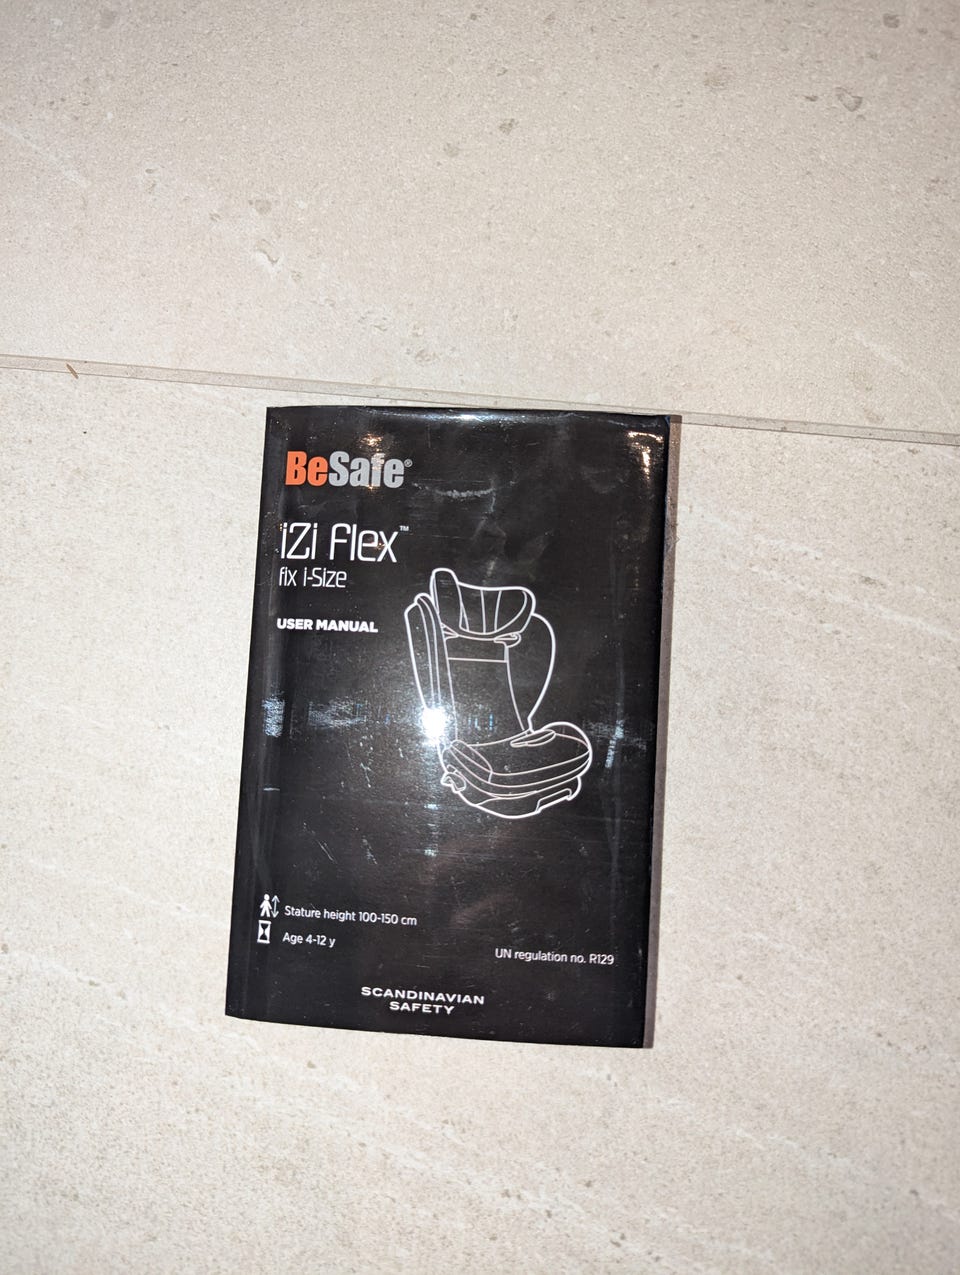 BeSafe®
iZi Flex™
fix i-Size
USER MANUAL
Stature height 100-150 cm
Age 4-12 y
UN regulation no. R129
SCANDINAVIAN
SAFETY